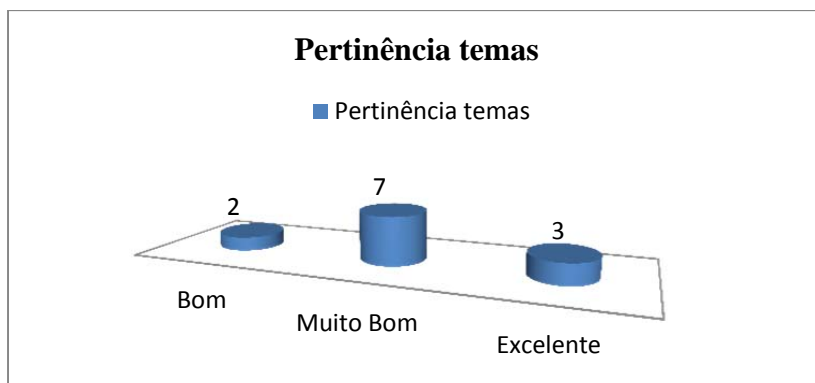 Pertinência temas
Pertinência temas
2
7
3
Bom
Muito Bom
Excelente